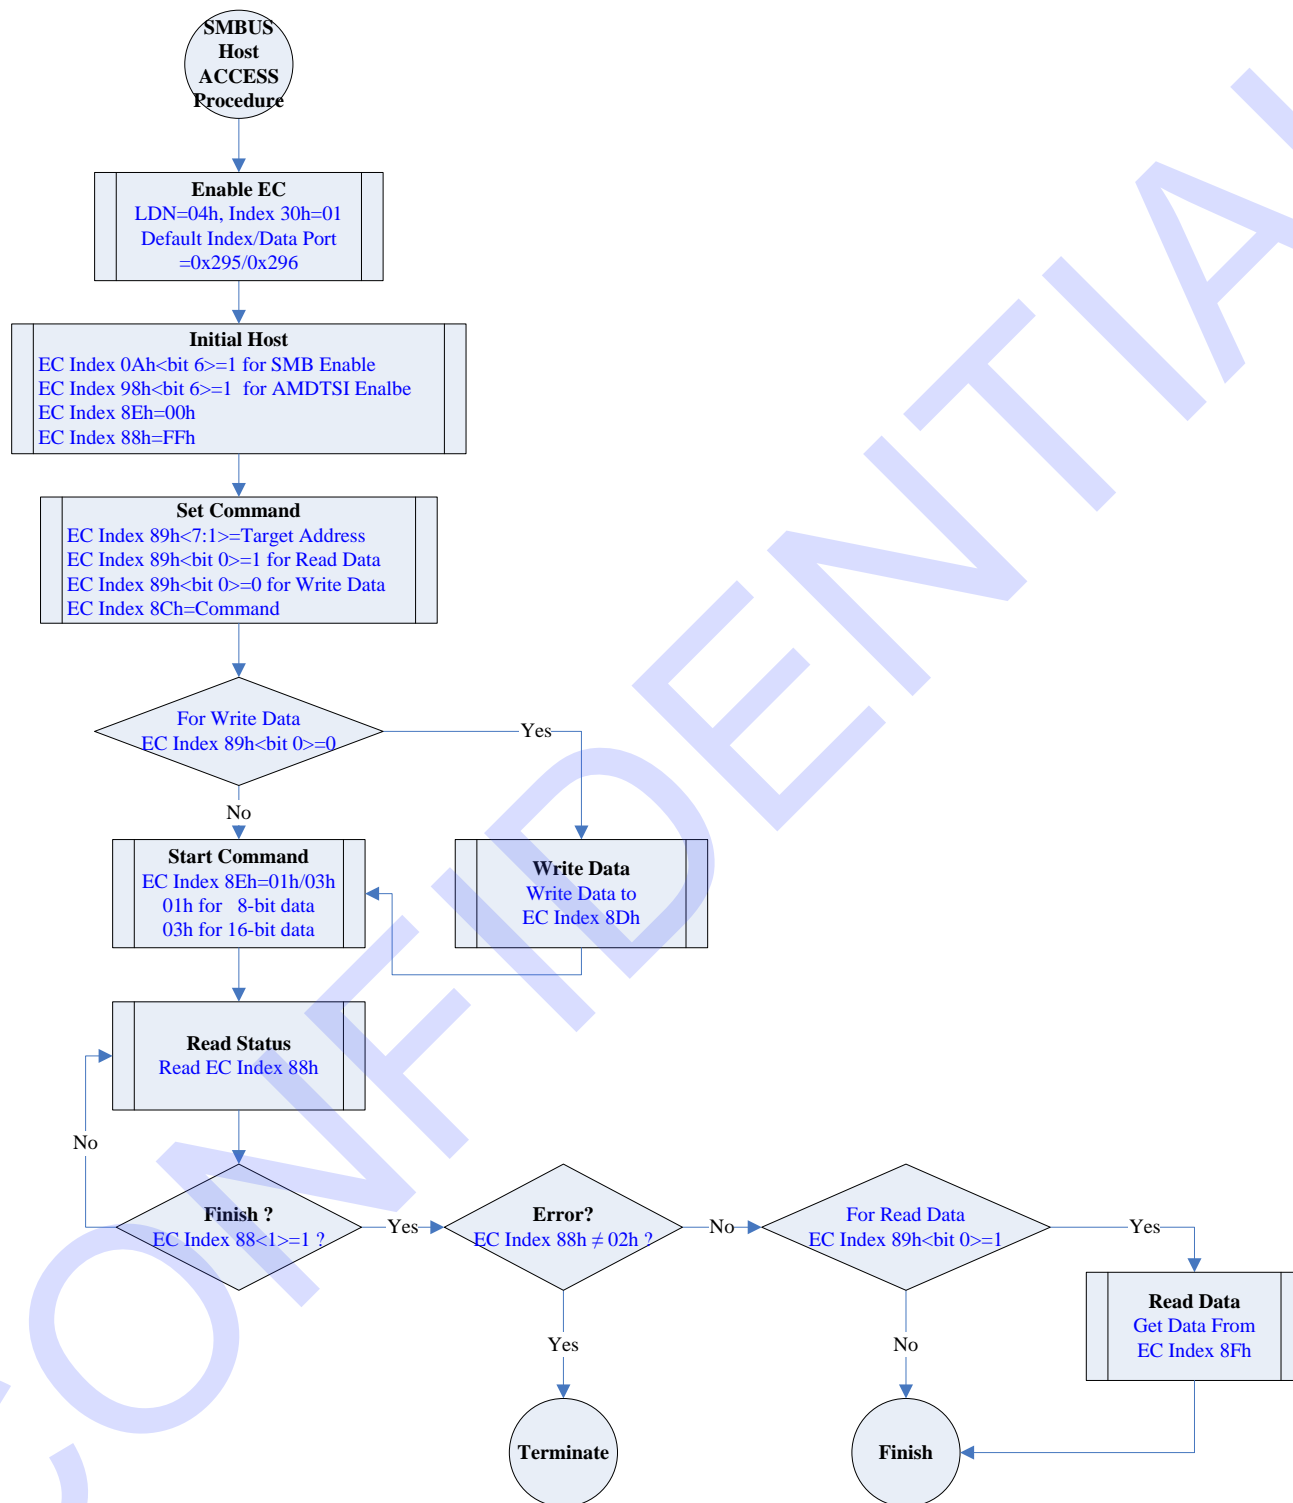 SMBUS
Host
ACCESS
Procedure
Enable EC
LDN=04h, Index 30h=01
Default Index/Data Port
=0x295/0x296
Initial Host
EC Index 0Ah<bit 6>=1 for SMB Enable
EC Index 98h<bit 6>=1  for AMDTSI Enalbe
EC Index 8Eh=00h
EC Index 88h=FFh
Set Command
EC Index 89h<7:1>=Target Address
EC Index 89h<bit 0>=1 for Read Data
EC Index 89h<bit 0>=0 for Write Data
EC Index 8Ch=Command
For Write Data
EC Index 89h<bit 0>=0
Yes
No
Start Command
EC Index 8Eh=01h/03h
01h for   8-bit data
03h for 16-bit data
Write Data
Write Data to
EC Index 8Dh
Read Status
Read EC Index 88h
No
Finish ?
EC Index 88<1>=1 ?
Yes
Error?
EC Index 88h ≠ 02h ?
No
For Read Data
EC Index 89h<bit 0>=1
Yes
Read Data
Get Data From
EC Index 8Fh
Yes
No
Terminate
Finish
CONFIDENTIAL